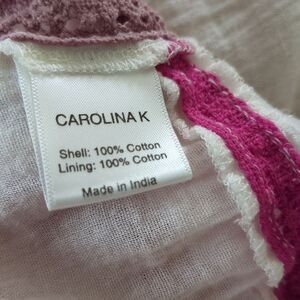 CAROLINA K
Shell: 100% Cotton
Lining: 100% Cotton
Made in India